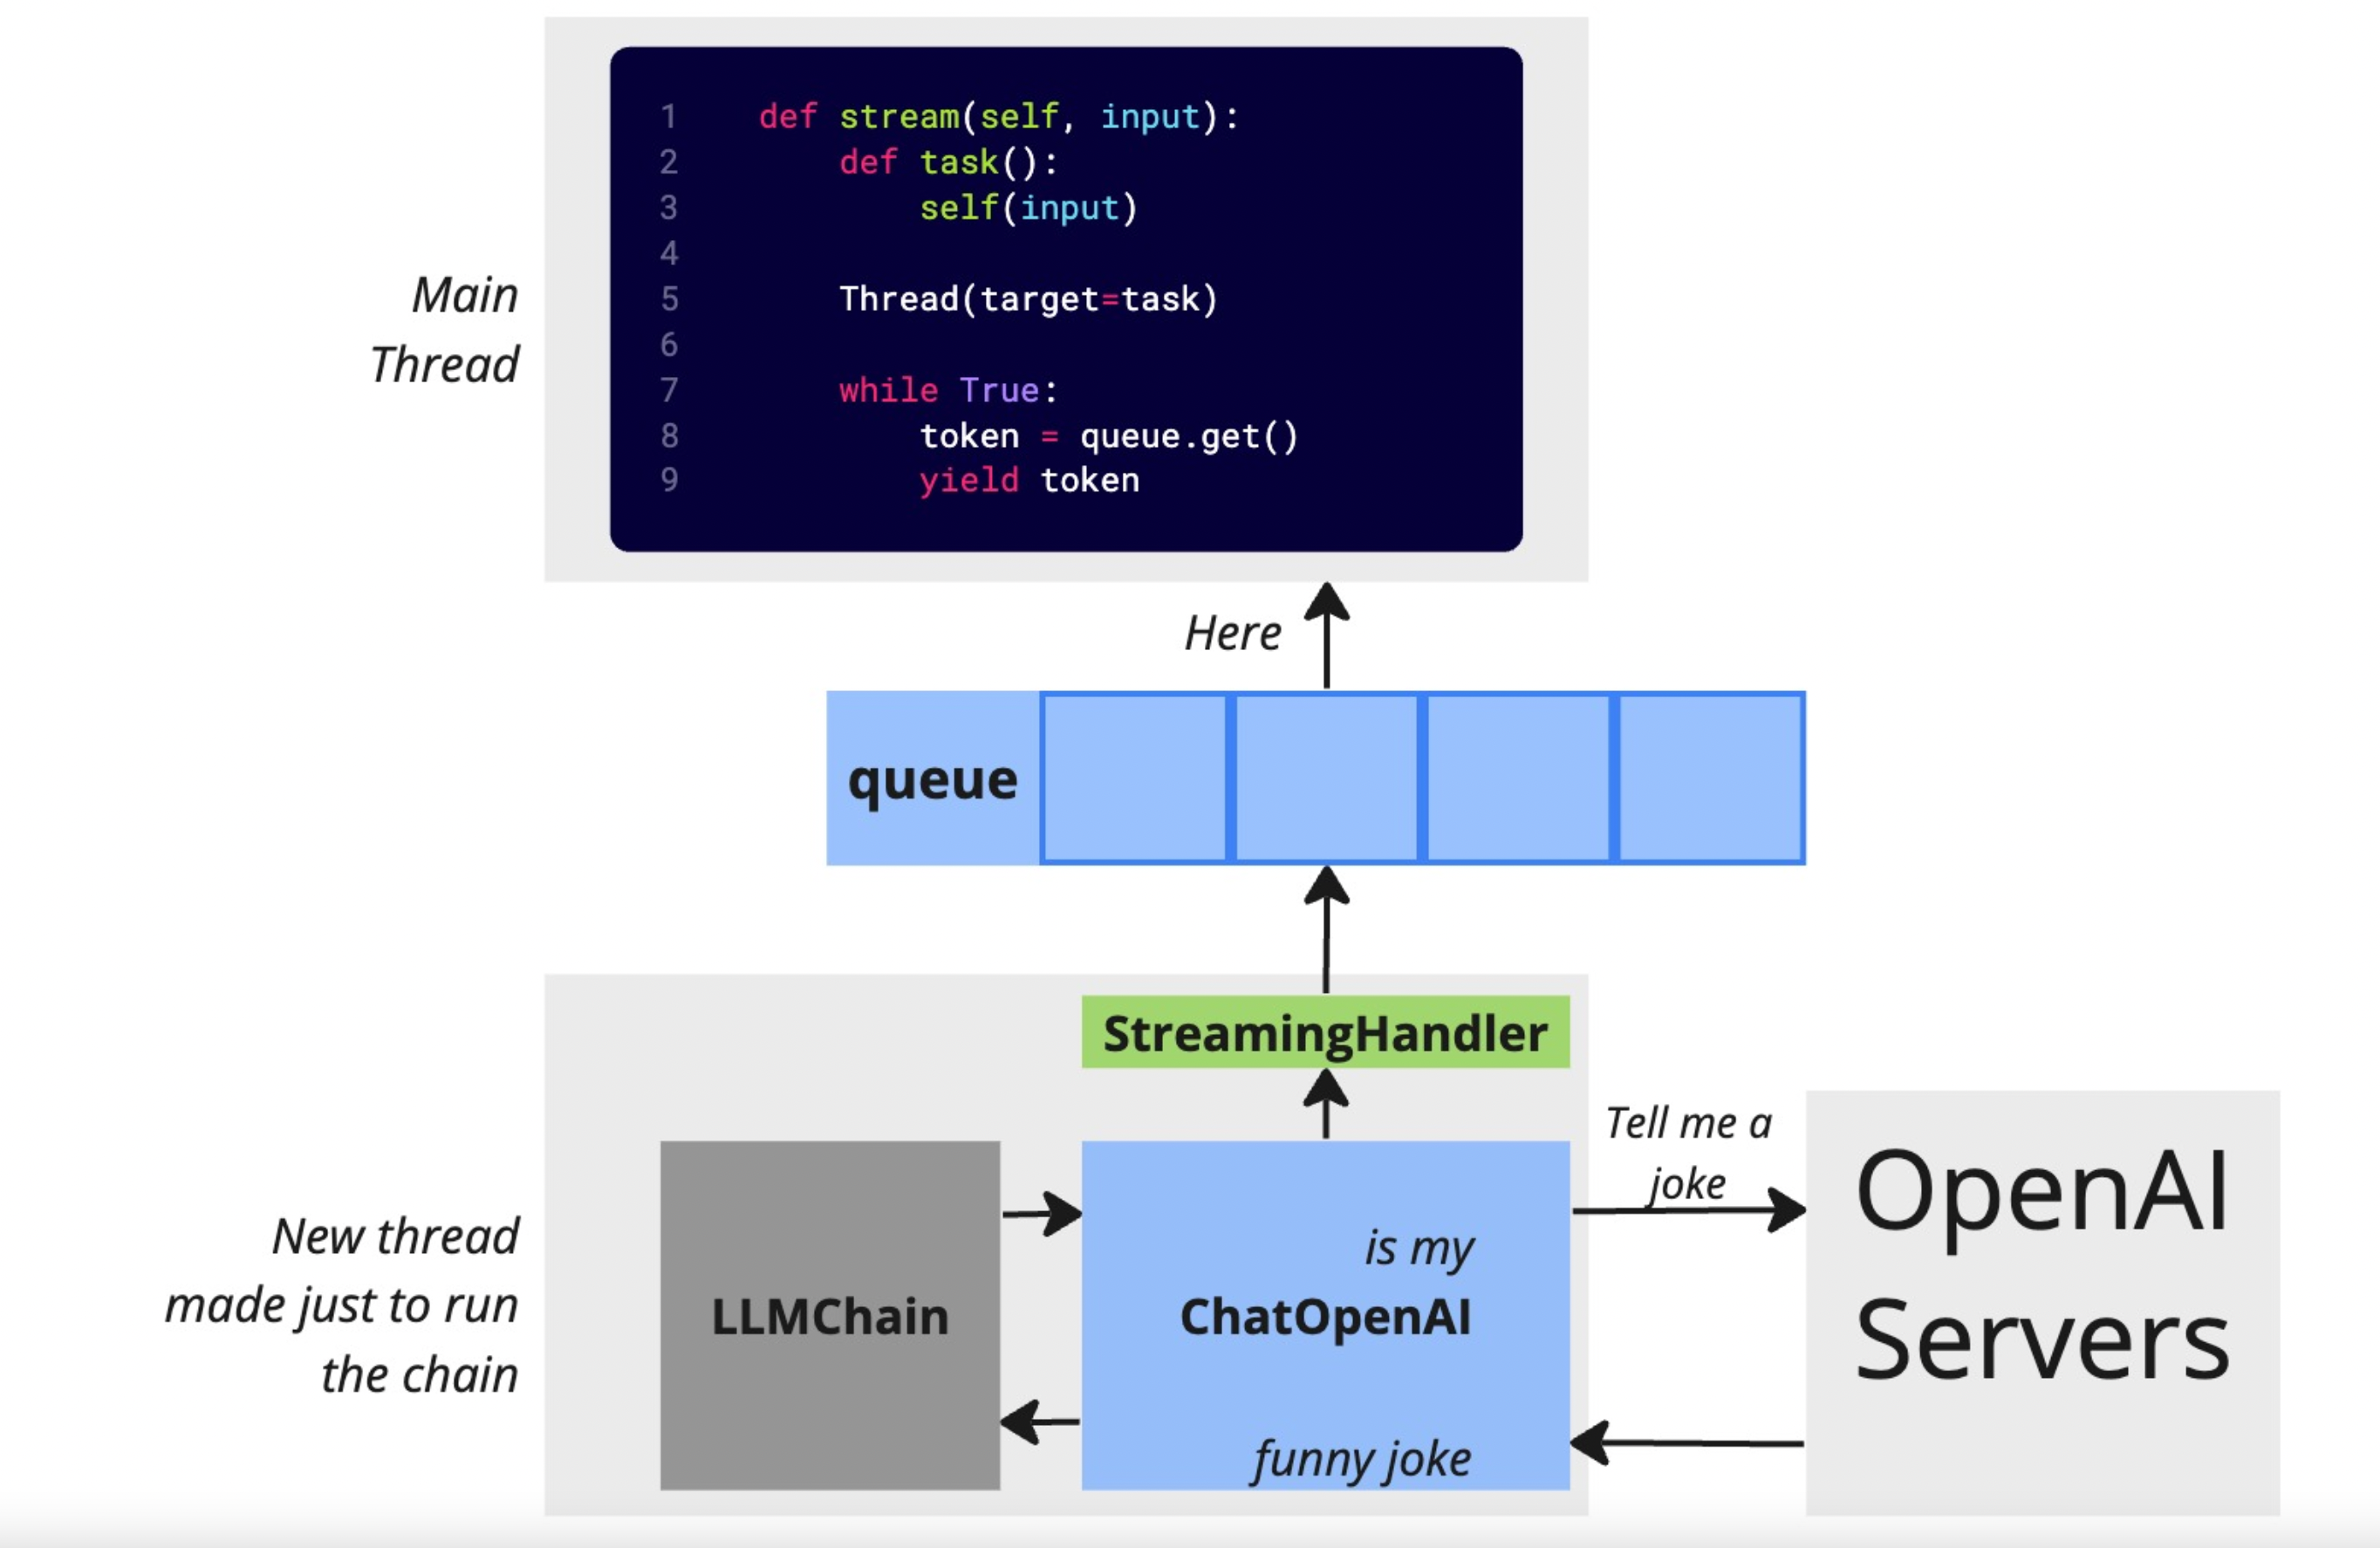 1 def stream(self, input):
2 def task():
3 self(input)
4
5 Thread(target=task)
6
7 while True:
8 token = queue.get()
9 yield token
Main
Thread
Here
queue
StreamingHandler
New thread
made just to run
the chain
LLMChain
is my
ChatOpenAI
funny joke
Tell me a
joke
OpenAI
Servers